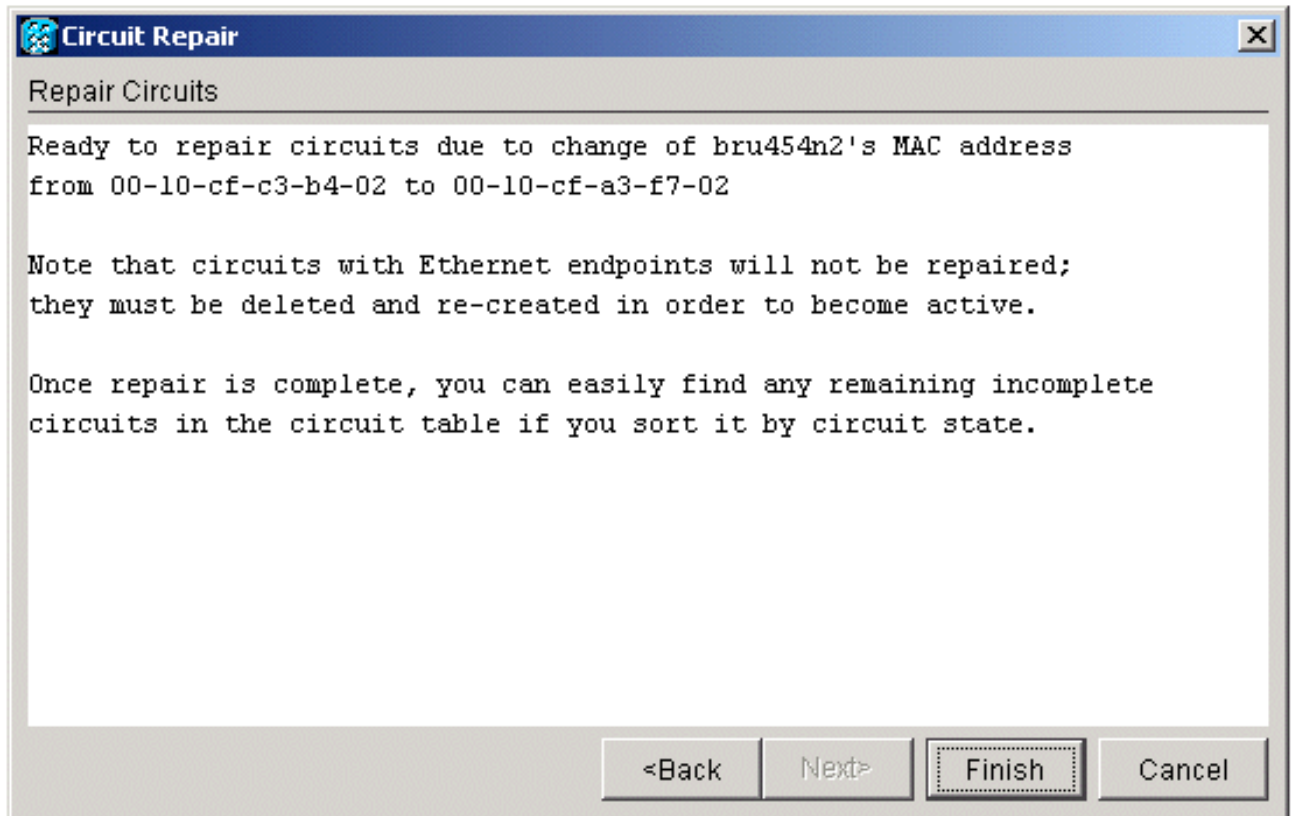 Circuit Repair
Repair Circuits
Ready to repair circuits due to change of bru454n2's MAC address
from 00-10-cf-c3-b4-02 to 00-10-cf-a3-f7-02
Note that circuits with Ethernet endpoints will not be repaired;
they must be deleted and re-created in order to become active.
Once repair is complete, you can easily find any remaining incomplete
circuits in the circuit table if you sort it by circuit state.
<Back Next> Finish Cancel